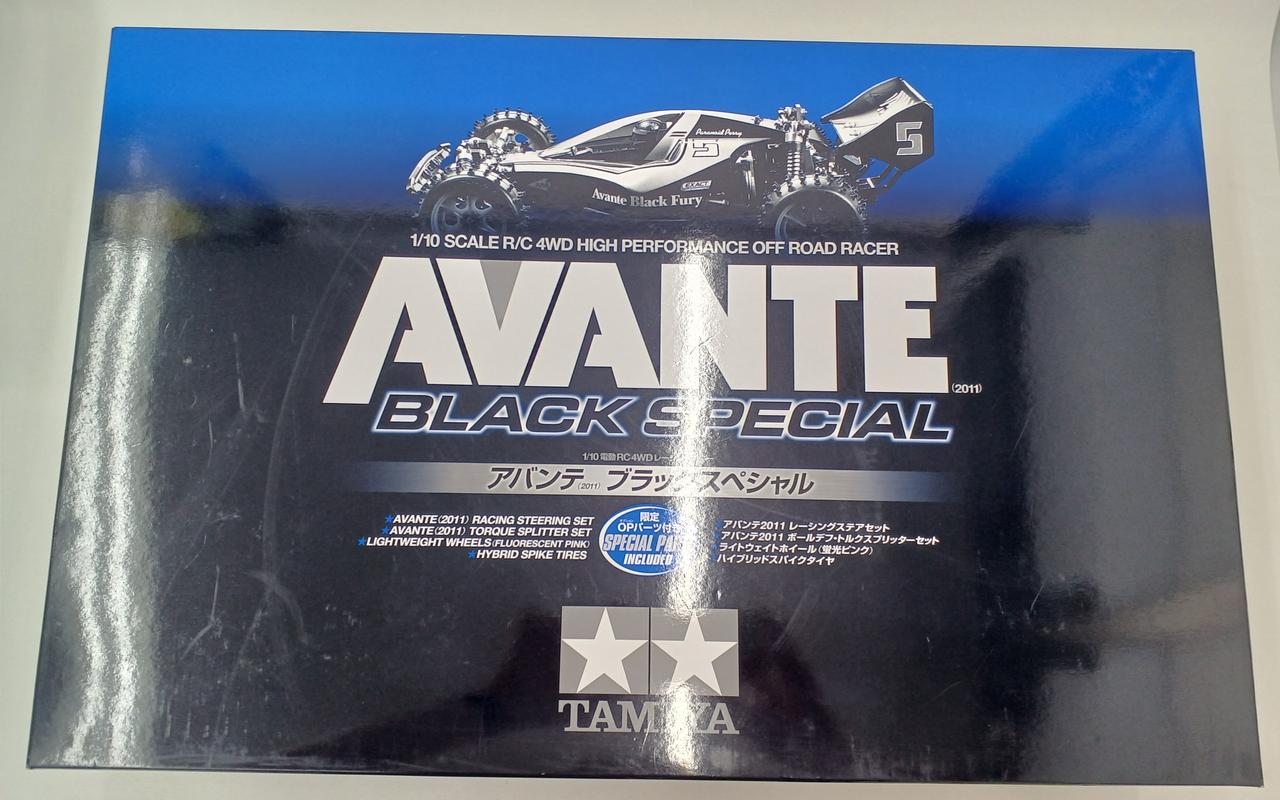 Paranoid Perry
5
5
EXACT
Avante Black Fury
1/10 SCALE R/C 4WD HIGH PERFORMANCE OFF ROAD RACER
AVANTE (2011)
BLACK SPECIAL
1/10 電動RC4WDレー
アバンテ(2011) ブラックスペシャル
★AVANTE (2011) RACING STEERING SET
★AVANTE (2011) TORQUE SPLITTER SET
★LIGHTWEIGHT WHEELS (FLUORESCENT PINK)
★HYBRID SPIKE TIRES
限定
OPパーツ付き
SPECIAL PA
INCLUDED
アバンテ2011 レーシングステアセット
アバンテ2011 ボールデフ・トルクスプリッターセット
ライトウェイトホイール(蛍光ピンク)
ハイブリッドスパイクタイヤ
TAMIYA